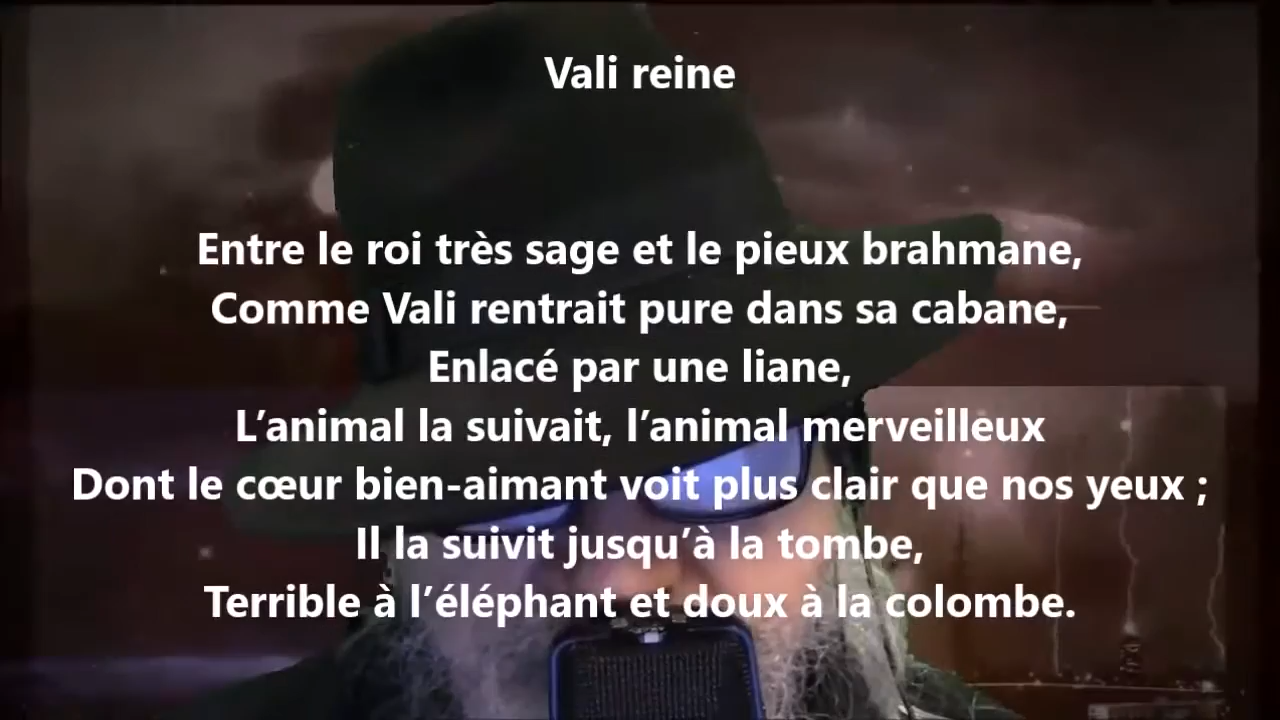 Vali reine
Entre le roi très sage et le pieux brahmane,
Comme Vali rentrait pure dans sa cabane,
Enlacé par une liane,
L’animal la suivait, l’animal merveilleux
Dont le cœur bien-aimant voit plus clair que nos yeux ;
Il la suivit jusqu’à la tombe,
Terrible à l’éléphant et doux à la colombe.